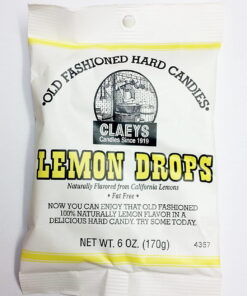 "OLD FASHIONED HARD CANDIES"
CLAEYS
Candies Since 1919
LEMON DROPS
Naturally Flavored from California Lemons
• Fat Free •
NOW YOU CAN ENJOY THAT OLD FASHIONED
100% NATURALLY LEMON FLAVOR IN A
DELICIOUS HARD CANDY. TRY SOME TODAY.
NET WT. 6 OZ. (170g)
4357